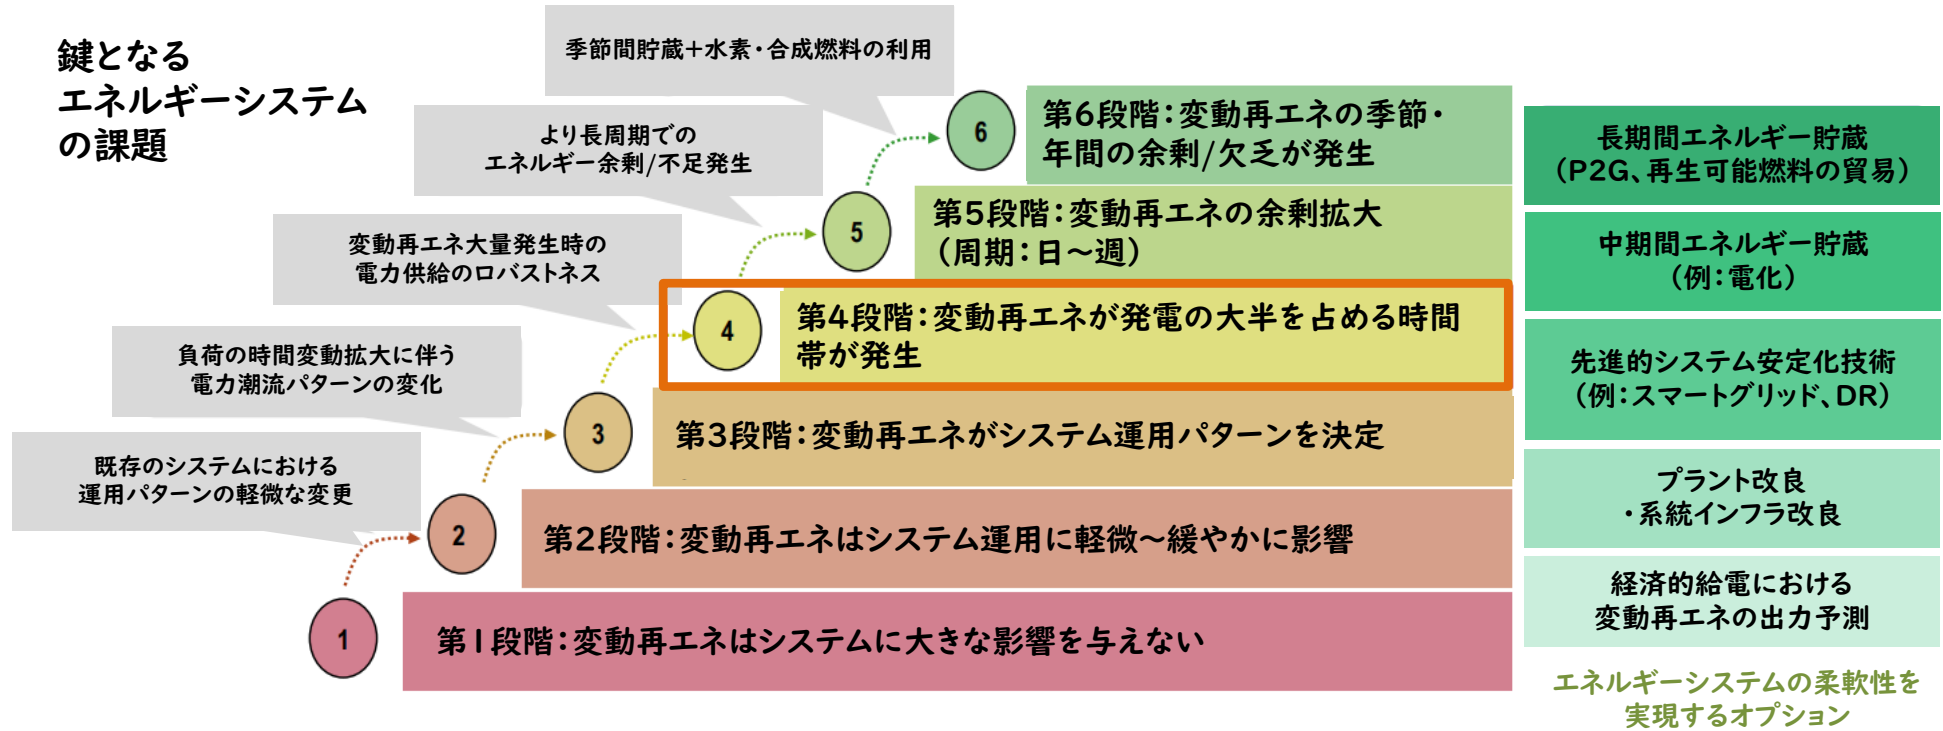 鍵となる
エネルギーシステム
の課題
季節間貯蔵+水素・合成燃料の利用
より長周期での
エネルギー余剰/不足発生
変動再エネ大量発生時の
電力供給のロバストネス
負荷の時間変動拡大に伴う
電力潮流パターンの変化
既存のシステムにおける
運用パターンの軽微な変更
6
第6段階：変動再エネの季節・
年間の余剰/欠乏が発生
5
第5段階：変動再エネの余剰拡大
（周期：日～週）
4
第4段階：変動再エネが発電の大半を占める時間
帯が発生
3
第3段階：変動再エネがシステム運用パターンを決定
2
第2段階：変動再エネはシステム運用に軽微～緩やかに影響
1
第1段階：変動再エネはシステムに大きな影響を与えない
長期間エネルギー貯蔵
（P2G、再生可能燃料の貿易）
中期間エネルギー貯蔵
（例：電化）
先進的システム安定化技術
（例：スマートグリッド、DR）
プラント改良
・系統インフラ改良
経済的給電における
変動再エネの出力予測
エネルギーシステムの柔軟性を
実現するオプション